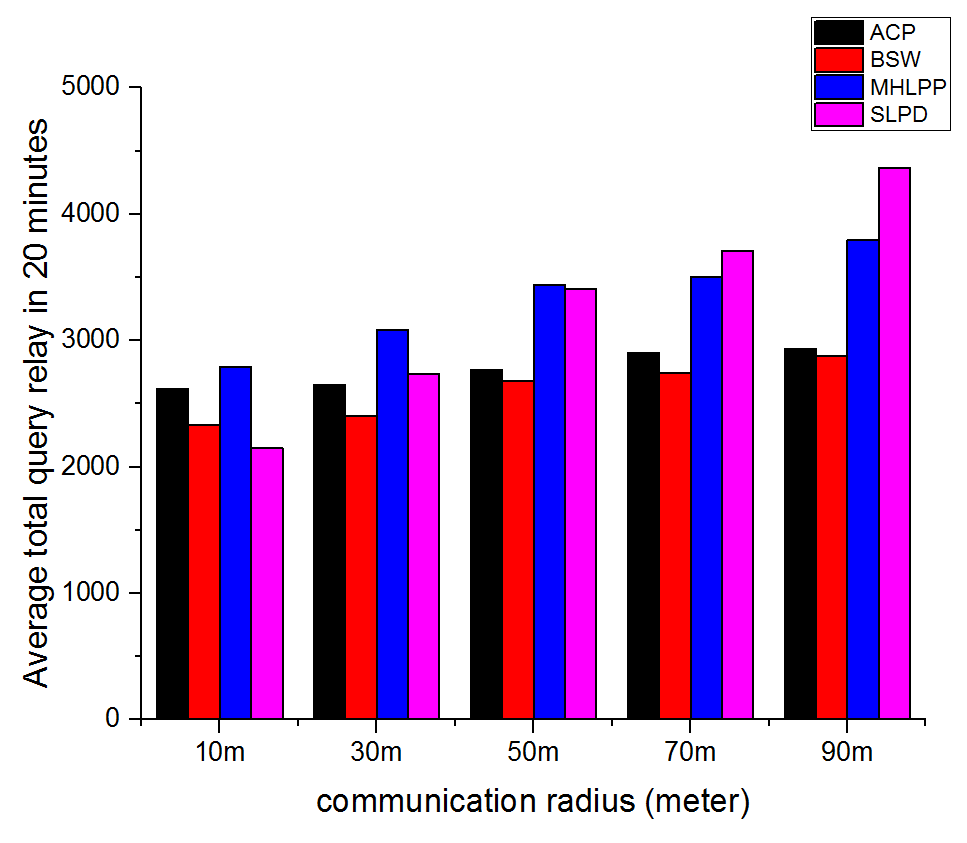 ACP
BSW
MHLPP
SLPD
5000
4000
3000
2000
1000
0
Average total query relay in 20 minutes
10m 30m 50m 70m 90m
communication radius (meter)